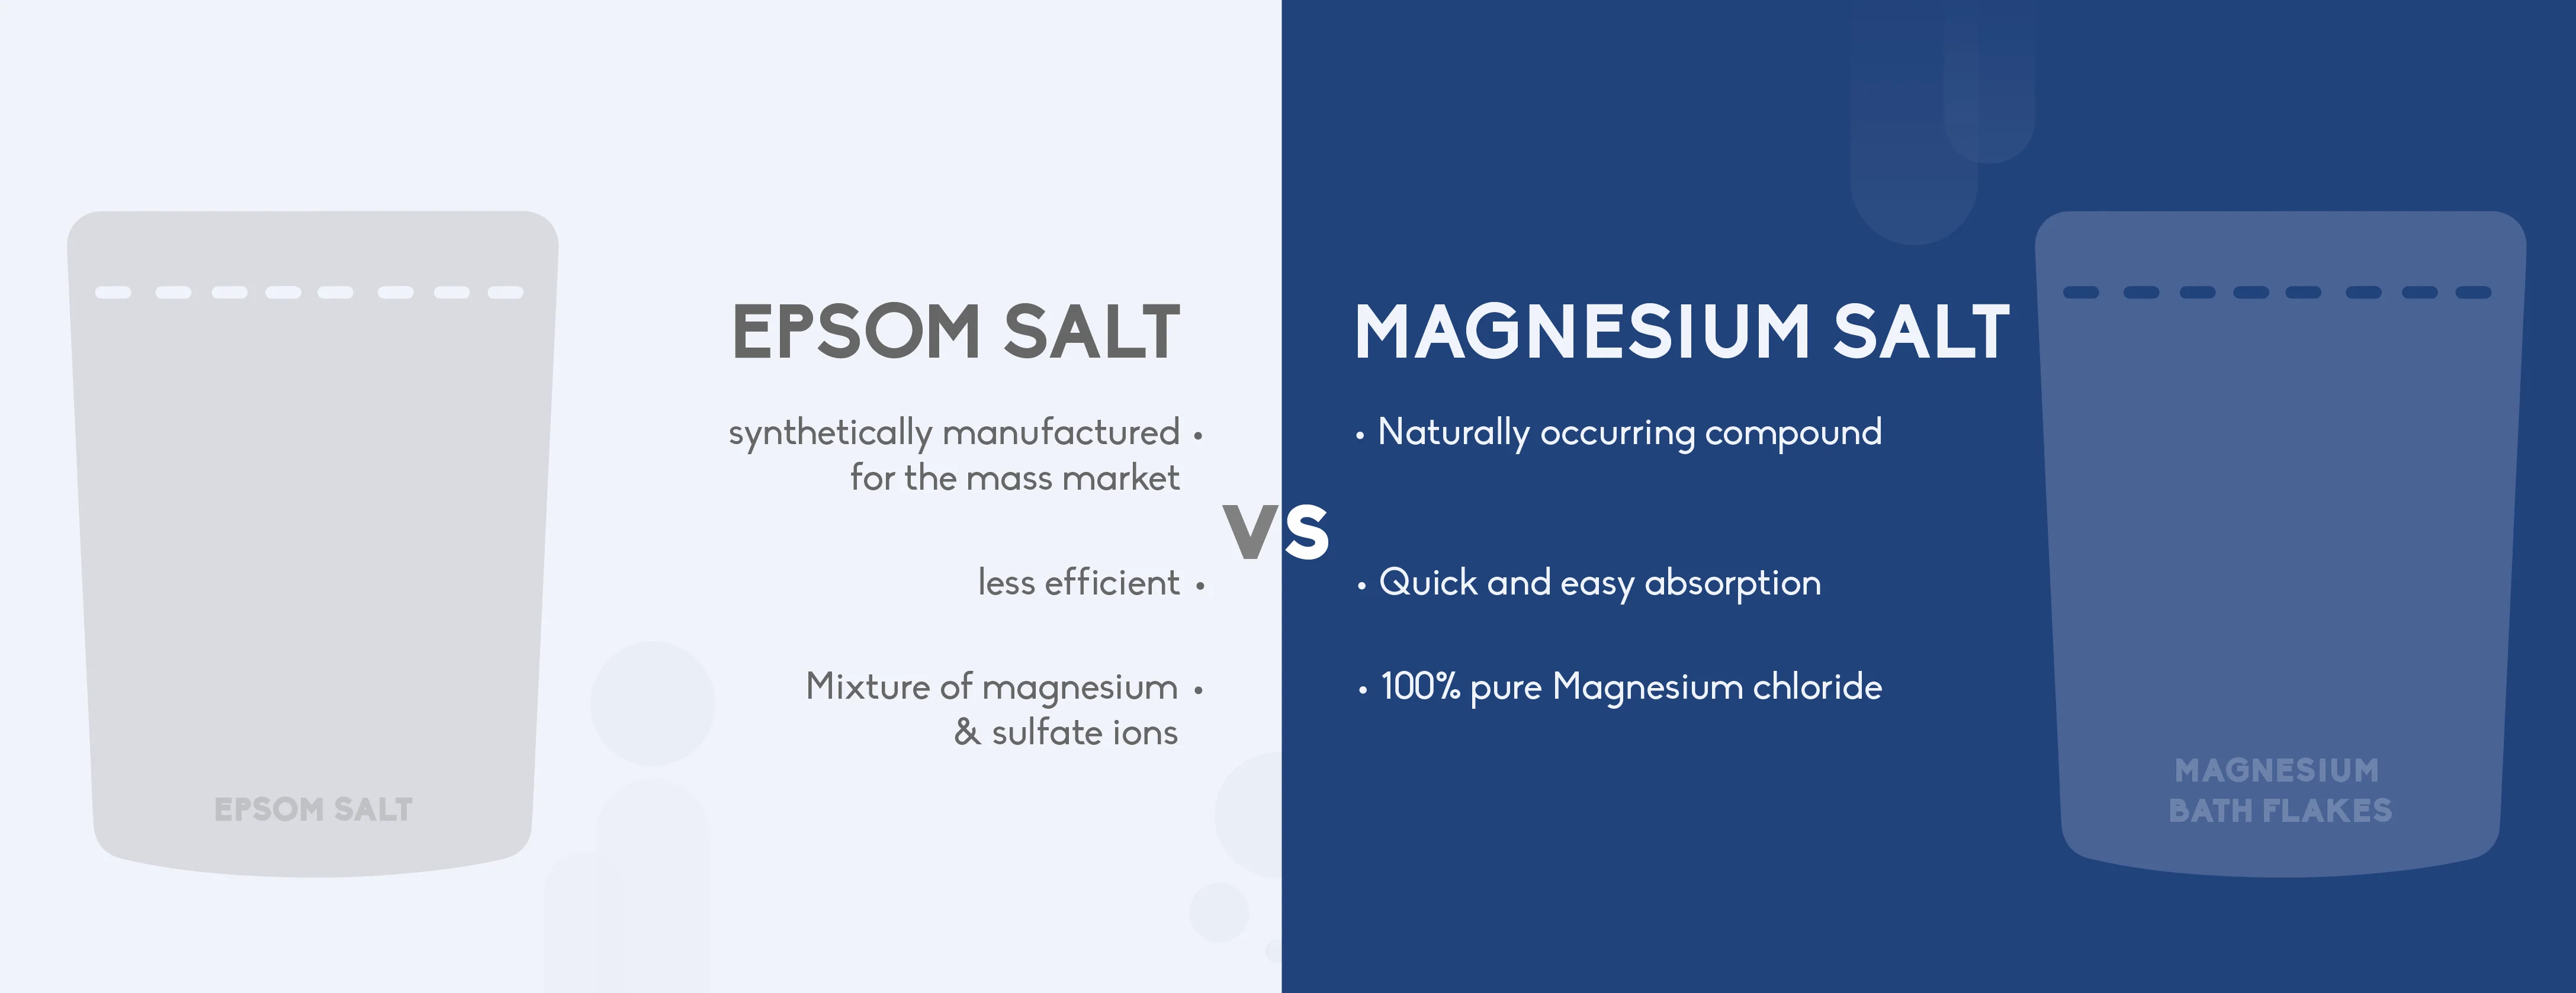 EPSOM SALT
synthetically manufactured •
for the mass market
less efficient •
Mixture of magnesium •
& sulfate ions
EPSOM SALT
VS
MAGNESIUM SALT
• Naturally occurring compound
• Quick and easy absorption
• 100% pure Magnesium chloride
MAGNESIUM
BATH FLAKES